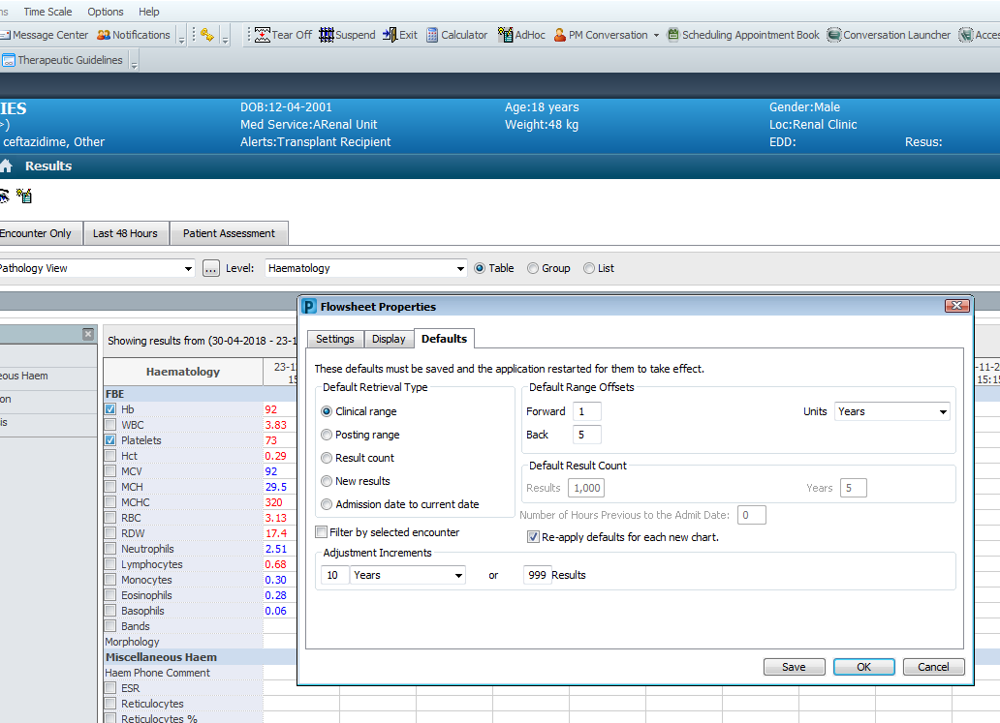 ns Time Scale Options Help
Message Center Notifications Tear Off Suspend Exit Calculator AdHoc PM Conversation Scheduling Appointment Book Conversation Launcher Acces
Therapeutic Guidelines
IES DOB:12-04-2001 Age:18 years Gender:Male
>) Med Service:ARenal Unit Weight:48 kg Loc:Renal Clinic
ceftazidime, Other Alerts:Transplant Recipient EDD: Resus:
Results
Encounter Only Last 48 Hours Patient Assessment
Pathology View ... Level: Haematology Table Group List
Flowsheet Properties
Settings Display Defaults
These defaults must be saved and the application restarted for them to take effect.
Default Retrieval Type
Clinical range
Posting range
Result count
New results
Admission date to current date
Filter by selected encounter
Default Range Offsets
Forward 1 Units Years
Back 5
Default Result Count
Results 1,000 Years 5
Number of Hours Previous to the Admit Date: 0
Re-apply defaults for each new chart.
Adjustment Increments
10 Years or 999 Results
Save OK Cancel
Showing results from (30-04-2018 - 23-1
eous Haem
on
is
Haematology 23-1 -11-2
15 15:15
FBE
Hb 92
WBC 3.83
Platelets 73
Hct 0.29
MCV 92
MCH 29.5
MCHC 320
RBC 3.13
RDW 17.4
Neutrophils 2.51
Lymphocytes 0.68
Monocytes 0.30
Eosinophils 0.28
Basophils 0.06
Bands
Morphology
Miscellaneous Haem
Haem Phone Comment
ESR
Reticulocytes
Reticulocytes %